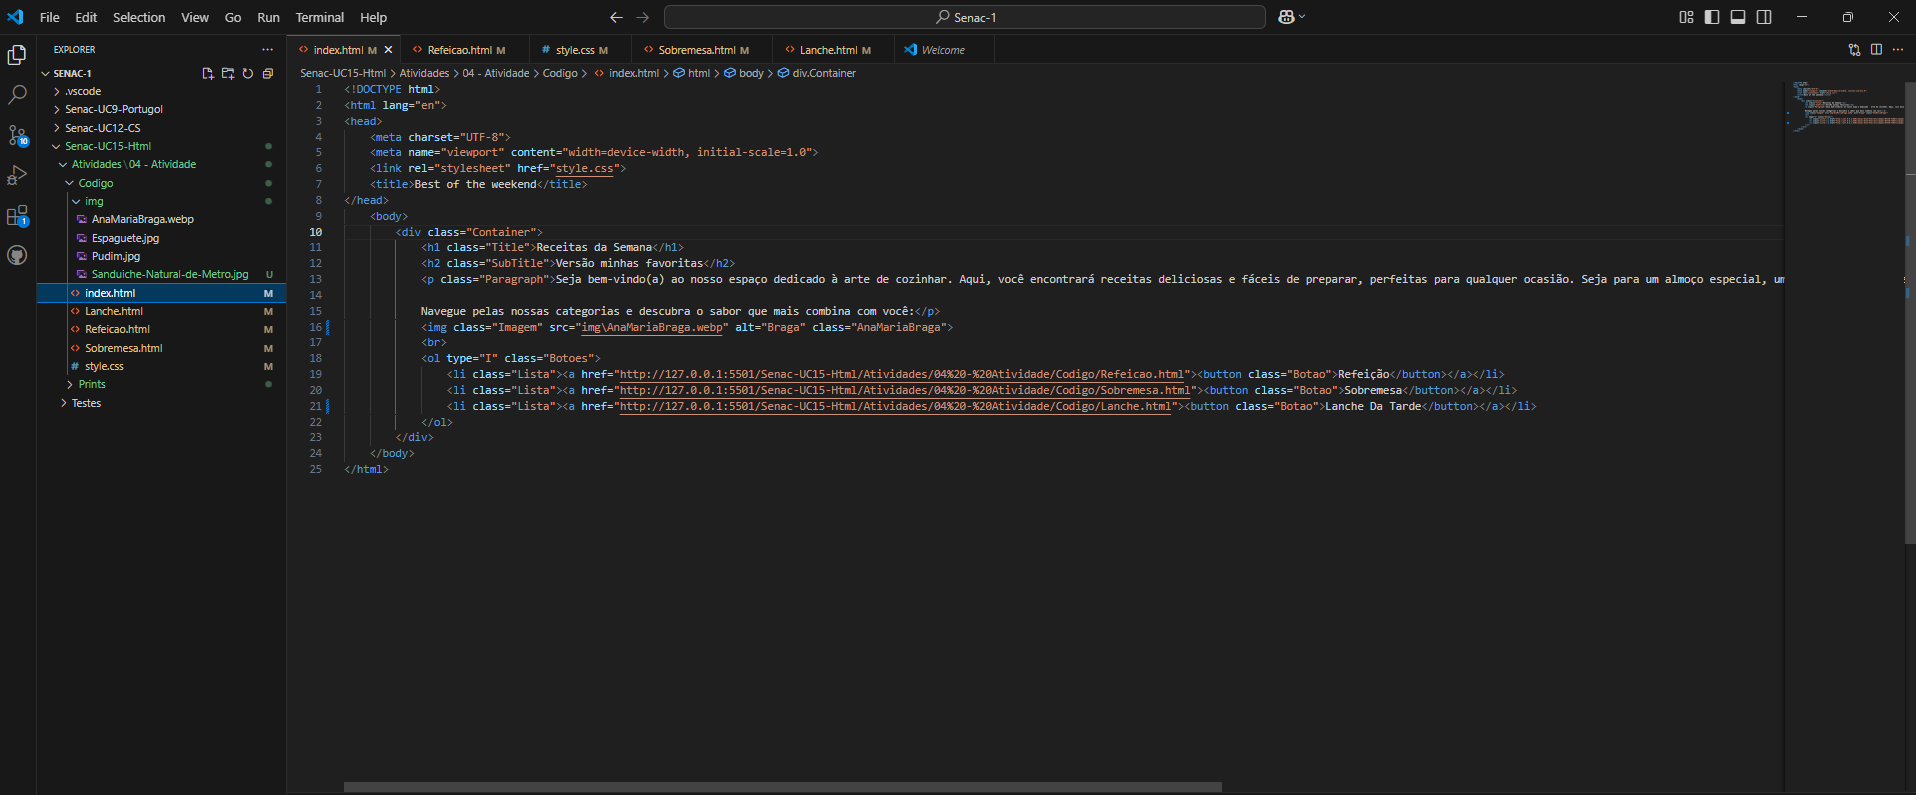 File Edit Selection View Go Run Terminal Help
Senac-1
EXPLORER
index.html M
Refeicao.html M
style.css M
Sobremesa.html M
Lanche.html M
Welcome
SENAC-1
.vscode
Senac-UC9-Portugol
Senac-UC12-CS
Senac-UC15-Html
Atividades\04 - Atividade
Codigo
img
AnaMariaBraga.webp
Espaguete.jpg
Pudim.jpg
Sanduiche-Natural-de-Metro.jpg U
index.html M
Lanche.html M
Refeicao.html M
Sobremesa.html M
style.css M
Prints
Testes
10
1
Senac-UC15-Html > Atividades > 04 - Atividade > Codigo > index.html > html > body > div.Container
1 <!DOCTYPE html>
2 <html lang="en">
3 <head>
4 <meta charset="UTF-8">
5 <meta name="viewport" content="width=device-width, initial-scale=1.0">
6 <link rel="stylesheet" href="style.css">
7 <title>Best of the weekend</title>
8 </head>
9 <body>
10 <div class="Container">
11 <h1 class="Title">Receitas da Semana</h1>
12 <h2 class="SubTitle">Versão minhas favoritas</h2>
13 <p class="Paragraph">Seja bem-vindo(a) ao nosso espaço dedicado à arte de cozinhar. Aqui, você encontrará receitas deliciosas e fáceis de preparar, perfeitas para qualquer ocasião. Seja para um almoço especial, um
14
15 Navegue pelas nossas categorias e descubra o sabor que mais combina com você:</p>
16 <img class="Imagem" src="img\AnaMariaBraga.webp" alt="Braga" class="AnaMariaBraga">
17 <br>
18 <ol type="I" class="Botoes">
19 <li class="Lista"><a href="http://127.0.0.1:5501/Senac-UC15-Html/Atividades/04%20-%20Atividade/Codigo/Refeicao.html"><button class="Botao">Refeição</button></a></li>
20 <li class="Lista"><a href="http://127.0.0.1:5501/Senac-UC15-Html/Atividades/04%20-%20Atividade/Codigo/Sobremesa.html"><button class="Botao">Sobremesa</button></a></li>
21 <li class="Lista"><a href="http://127.0.0.1:5501/Senac-UC15-Html/Atividades/04%20-%20Atividade/Codigo/Lanche.html"><button class="Botao">Lanche Da Tarde</button></a></li>
22 </ol>
23 </div>
24 </body>
25 </html>